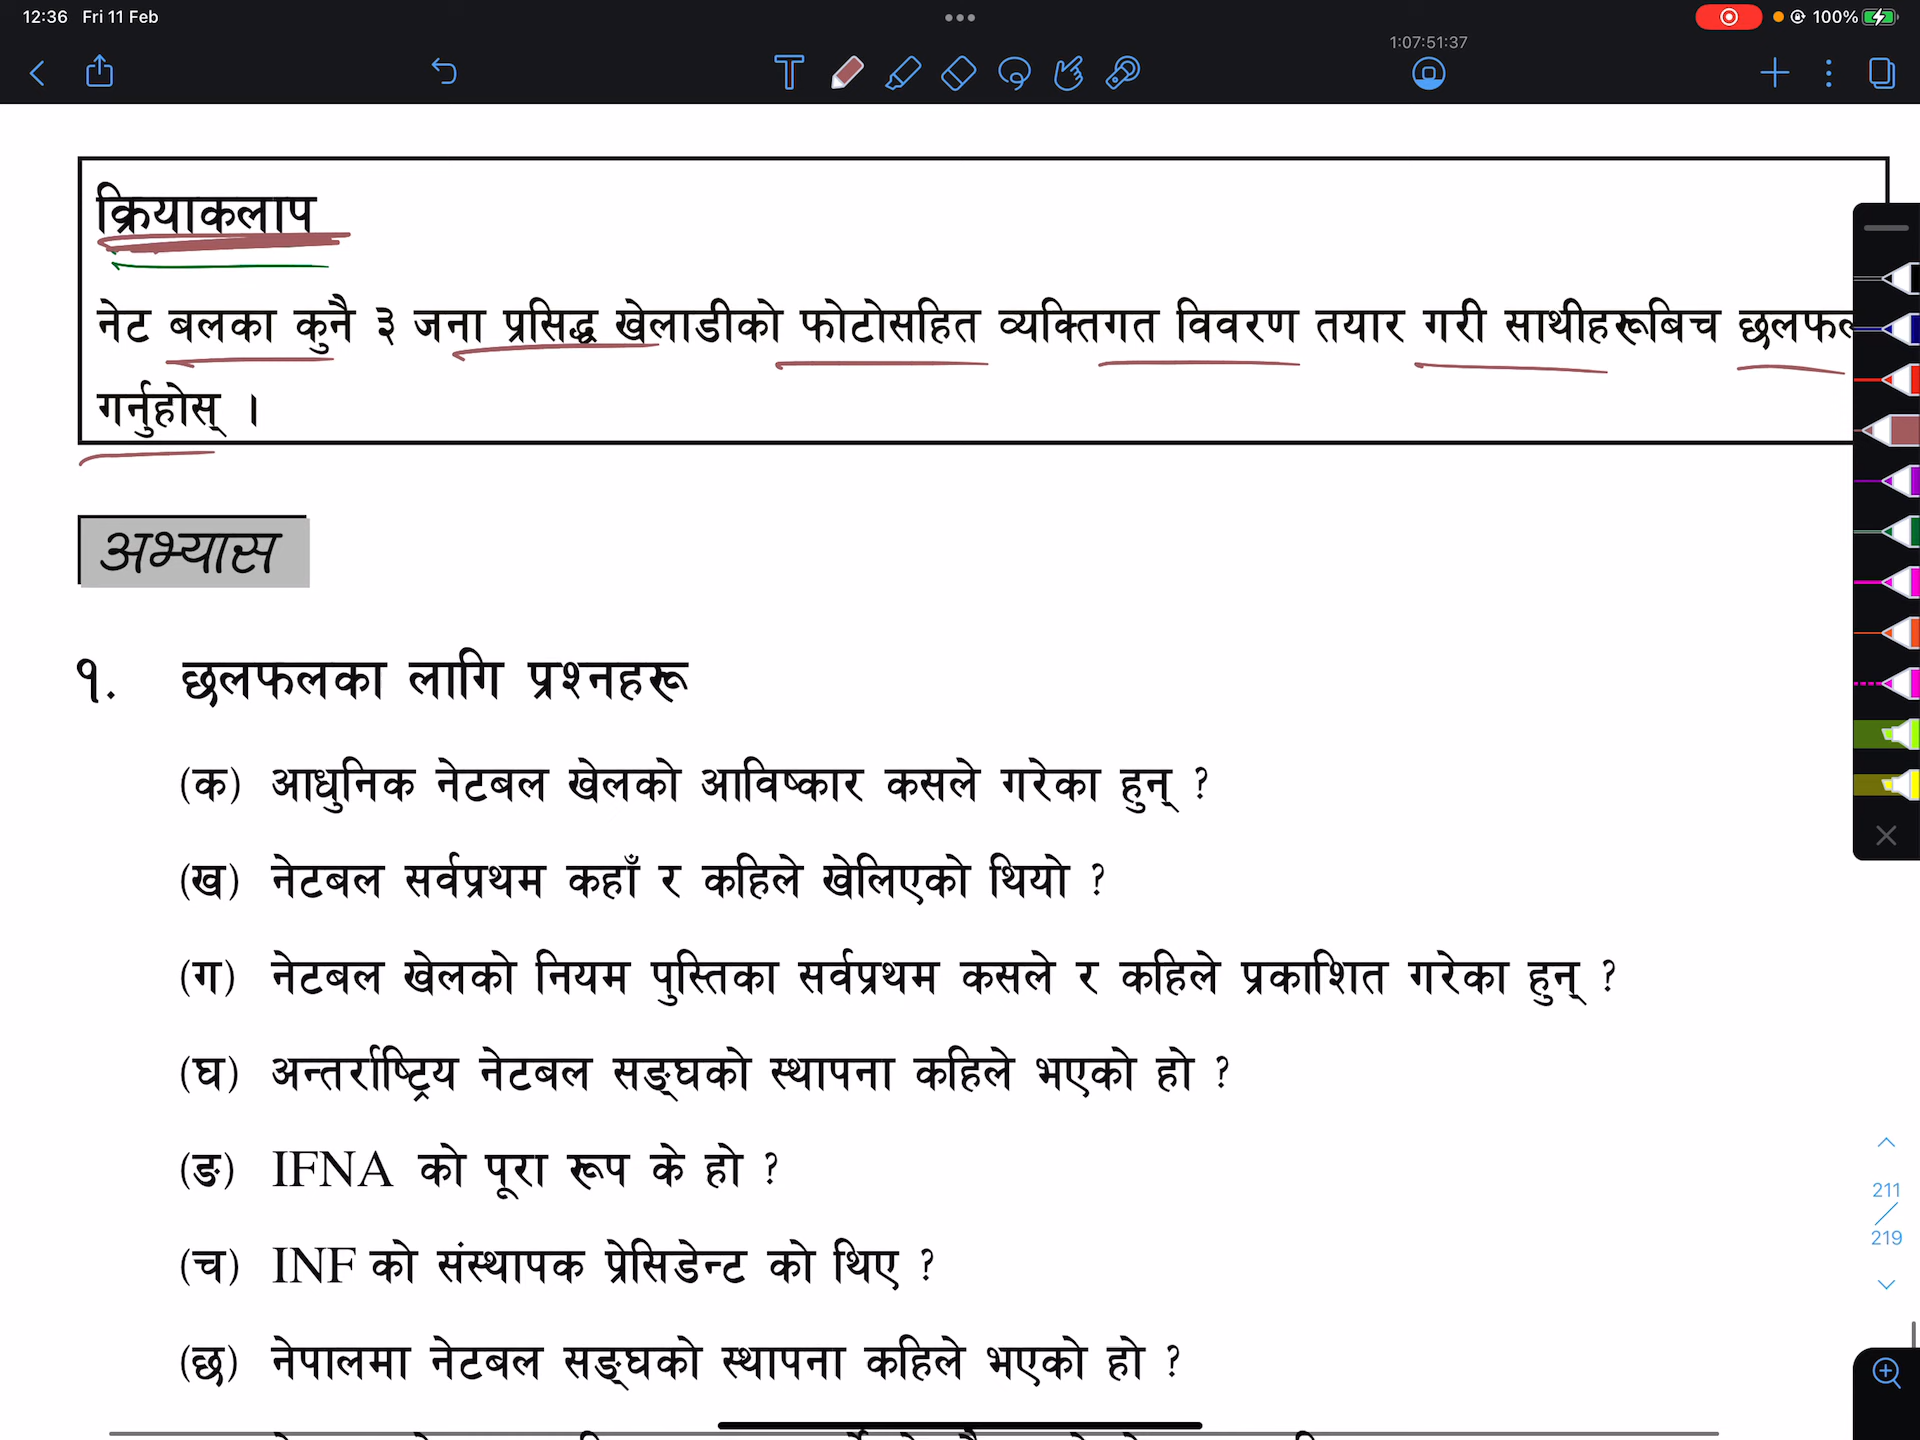 12:36 Fri 11 Feb
100%
1:07:51:37
क्रियाकलाप
नेट बलका कुनै ३ जना प्रसिद्ध खेलाडीको फोटोसहित व्यक्तिगत विवरण तयार गरी साथीहरूबिच
गर्नुहोस् ।
अभ्यास
१. छलफलका लागि प्रश्नहरू
(क) आधुनिक नेटबल खेलको आविष्कार कसले गरेका हुन् ?
(ख) नेटबल सर्वप्रथम कहाँ र कहिले खेलिएको थियो ?
(ग) नेटबल खेलको नियम पुस्तिका सर्वप्रथम कसले र कहिले प्रकाशित गरेका हुन् ?
(घ) अन्तर्राष्ट्रिय नेटबल सङ्घको स्थापना कहिले भएको हो ?
(ङ) IFNA को पूरा रूप के हो ?
(च) INF को संस्थापक प्रेसिडेन्ट को थिए ?
(छ) नेपालमा नेटबल सङ्घको स्थापना कहिले भएको हो ?
211
219